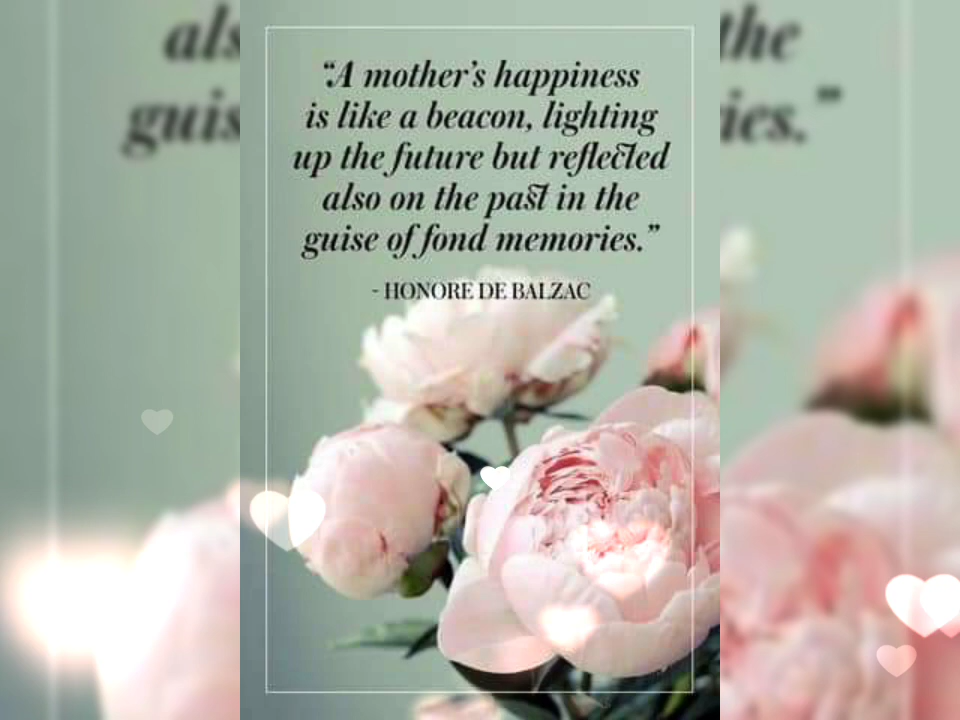 “A mother’s happiness
is like a beacon, lighting
up the future but reflected
also on the past in the
guise of fond memories.”
- HONORE DE BALZAC